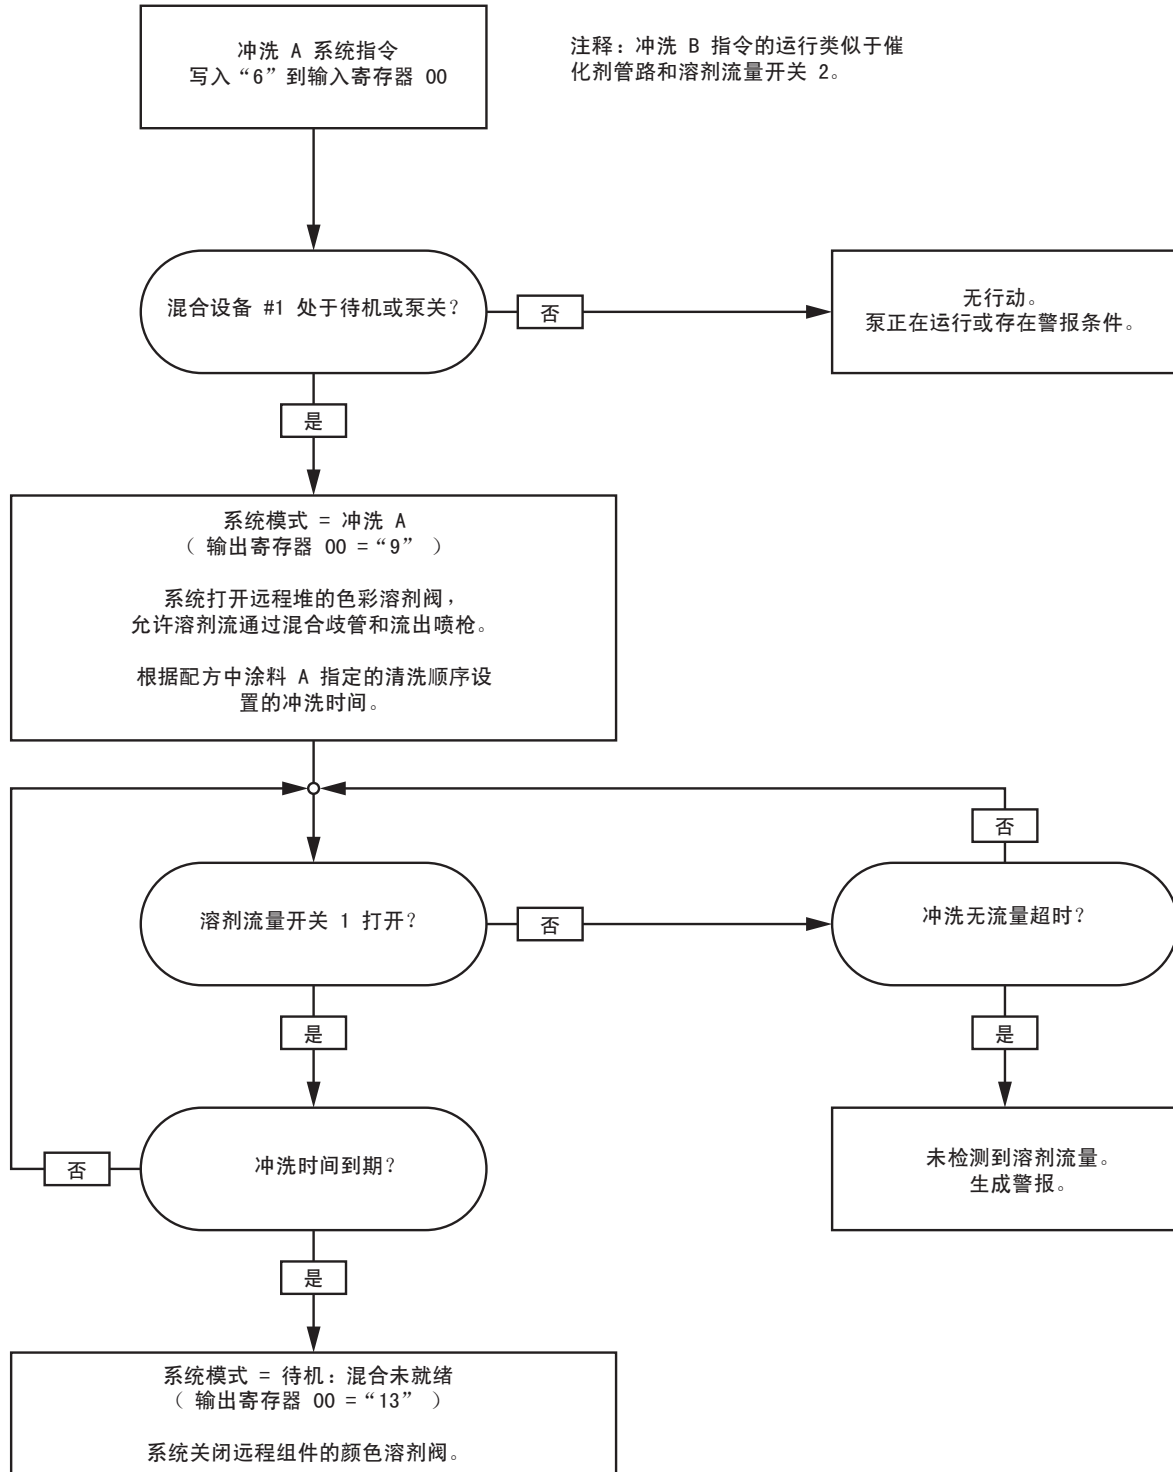 冲洗 A 系统指令
写入“6”到输入寄存器 00
注释：冲洗 B 指令的运行类似于催
化剂管路和溶剂流量开关 2。
混合设备 #1 处于待机或泵关？
否
无行动。
泵正在运行或存在警报条件。
是
系统模式 = 冲洗 A
（ 输出寄存器 00 =“9” ）
系统打开远程堆的色彩溶剂阀，
允许溶剂流通过混合歧管和流出喷枪。
根据配方中涂料 A 指定的清洗顺序设
置的冲洗时间。
否
溶剂流量开关 1 打开？
否
冲洗无流量超时？
是
是
冲洗时间到期？
否
未检测到溶剂流量。
生成警报。
是
系统模式 = 待机：混合未就绪
（ 输出寄存器 00 =“13” ）
系统关闭远程组件的颜色溶剂阀。